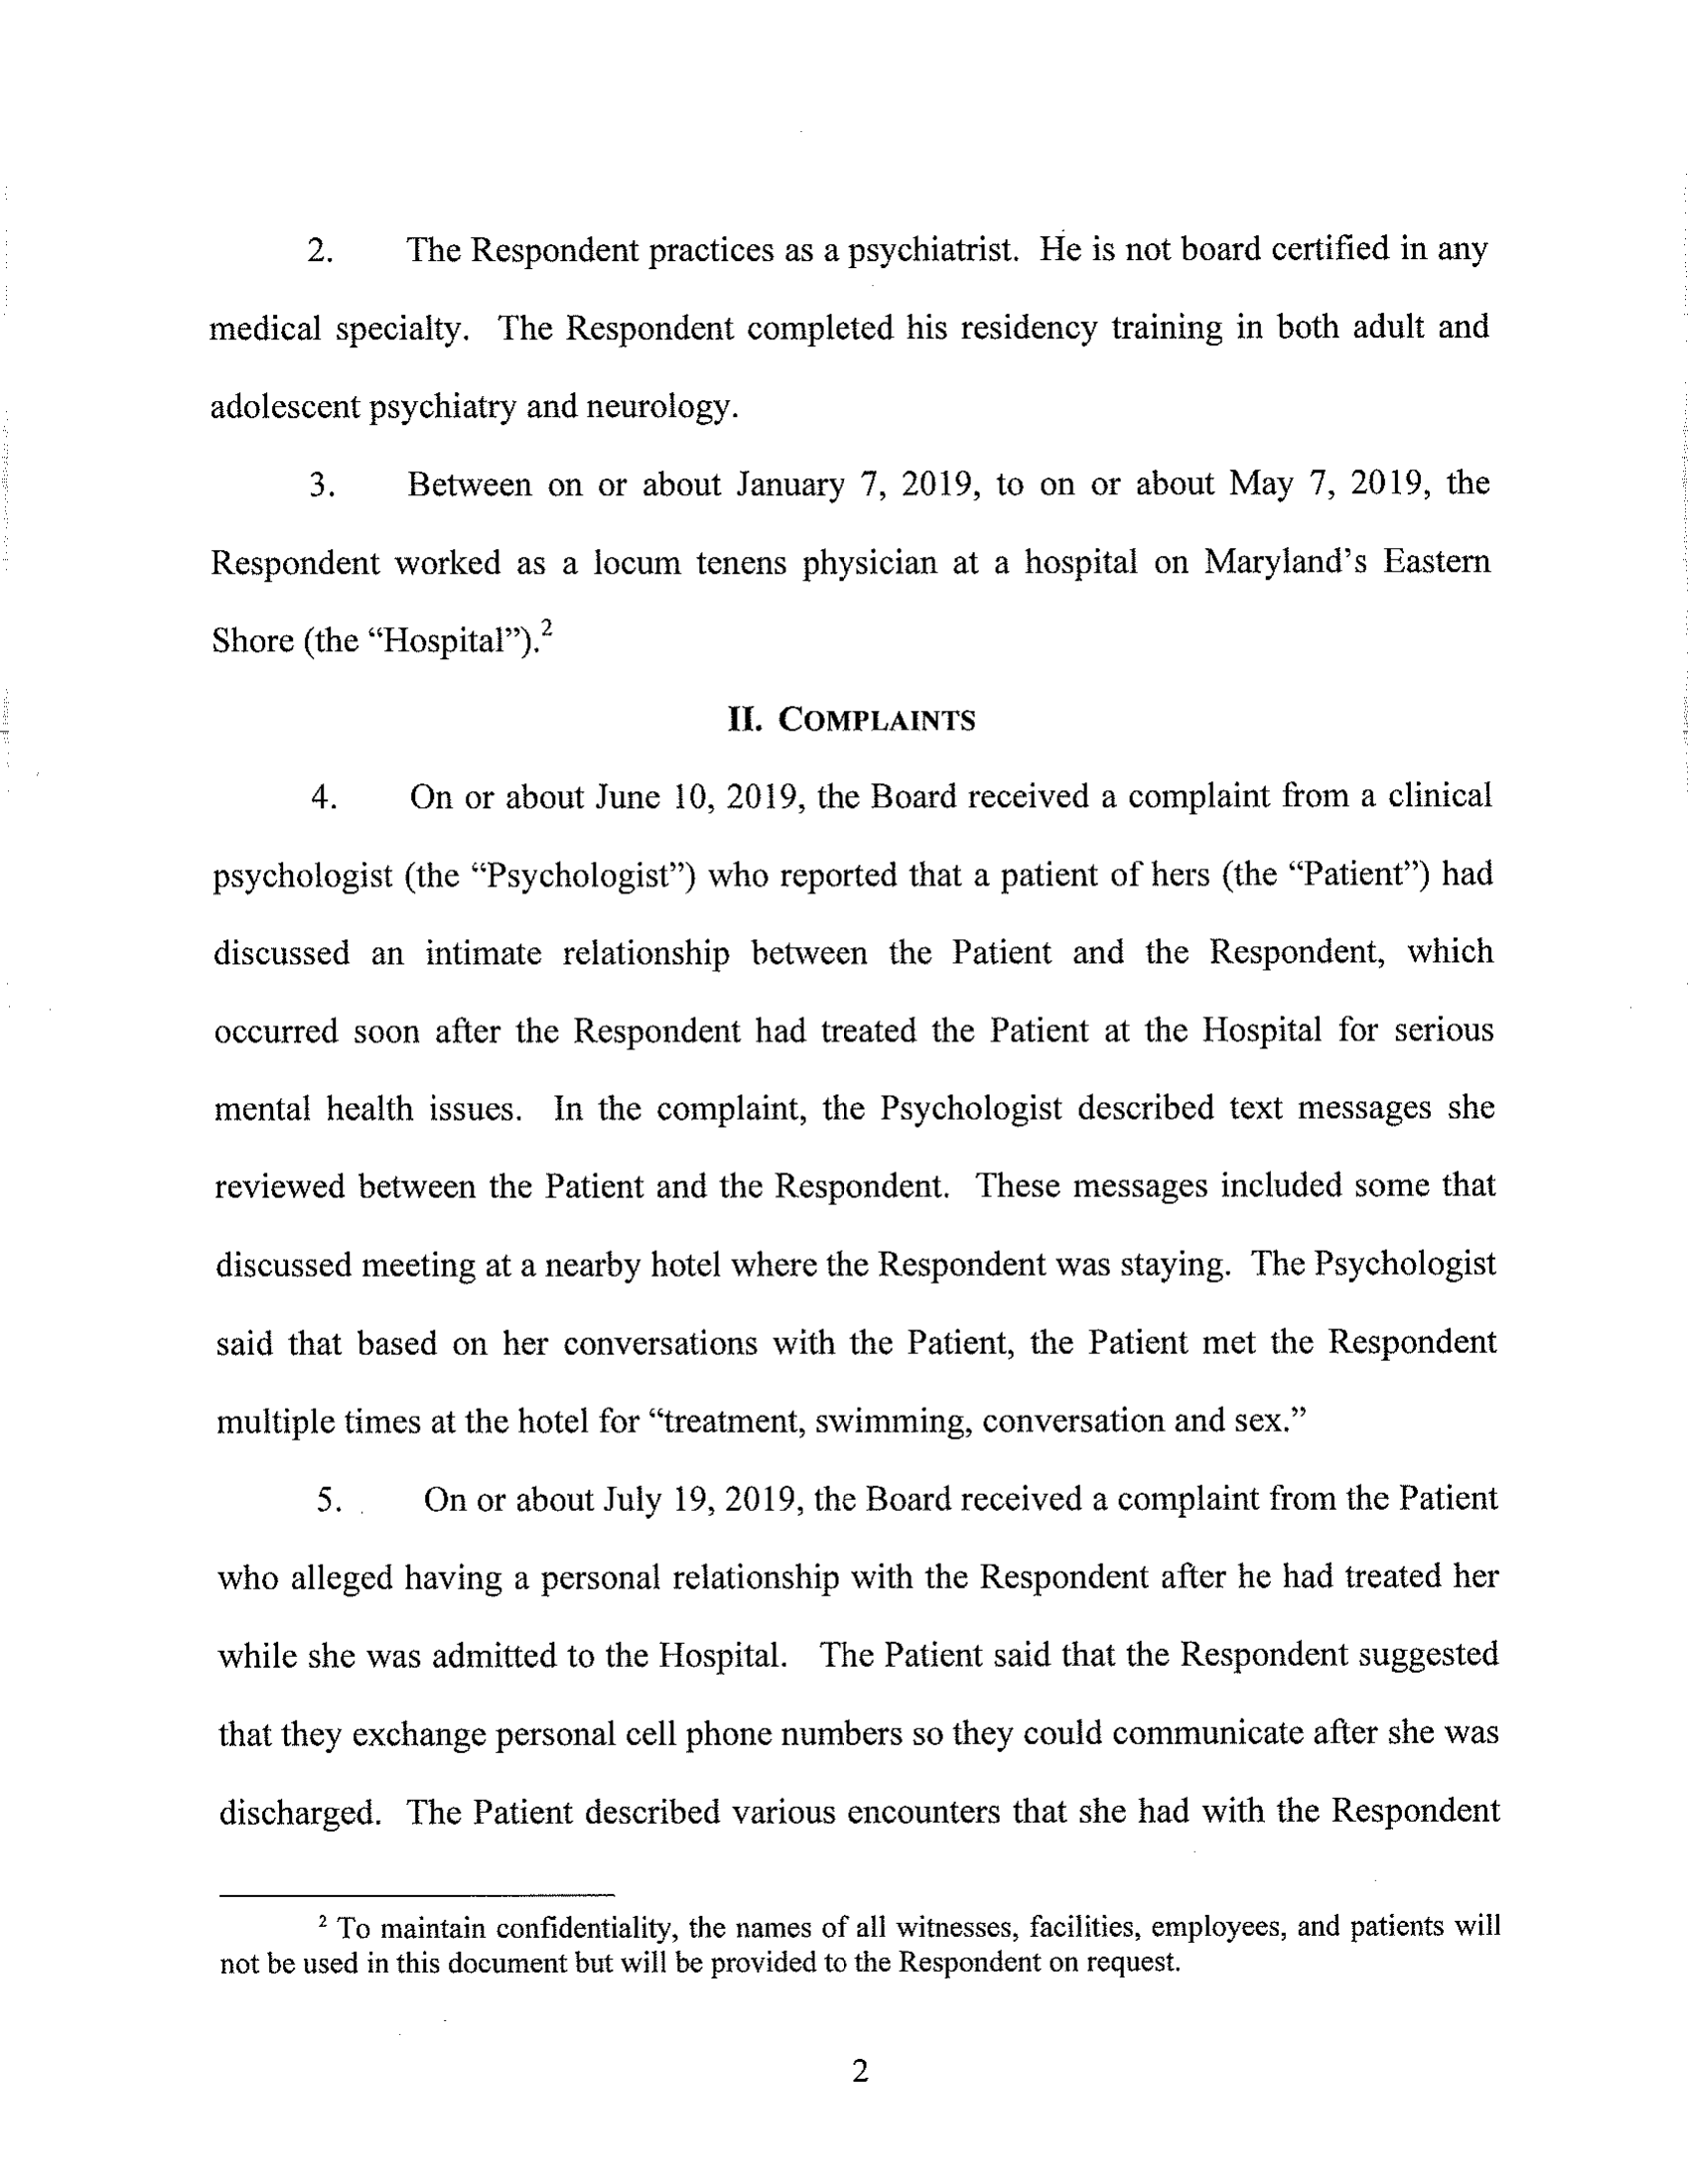 2. The Respondent practices as a psychiatrist. He is not board certified in any
medical specialty. The Respondent completed his residency training in both adult and
adolescent psychiatry and neurology.
3. Between on or about January 7, 2019, to on or about May 7, 2019, the
Respondent worked as a locum tenens physician at a hospital on Maryland's Eastern
Shore (the “Hospital”).2
II. COMPLAINTS
4. On or about June 10, 2019, the Board received a complaint from a clinical
psychologist (the “Psychologist”) who reported that a patient of hers (the “Patient”) had
discussed an intimate relationship between the Patient and the Respondent, which
occurred soon after the Respondent had treated the Patient at the Hospital for serious
mental health issues. In the complaint, the Psychologist described text messages she
reviewed between the Patient and the Respondent. These messages included some that
discussed meeting at a nearby hotel where the Respondent was staying. The Psychologist
said that based on her conversations with the Patient, the Patient met the Respondent
multiple times at the hotel for “treatment, swimming, conversation and sex.”
5. On or about July 19, 2019, the Board received a complaint from the Patient
who alleged having a personal relationship with the Respondent after he had treated her
while she was admitted to the Hospital. The Patient said that the Respondent suggested
that they exchange personal cell phone numbers so they could communicate after she was
discharged. The Patient described various encounters that she had with the Respondent
2 To maintain confidentiality, the names of all witnesses, facilities, employees, and patients will
not be used in this document but will be provided to the Respondent on request.
2